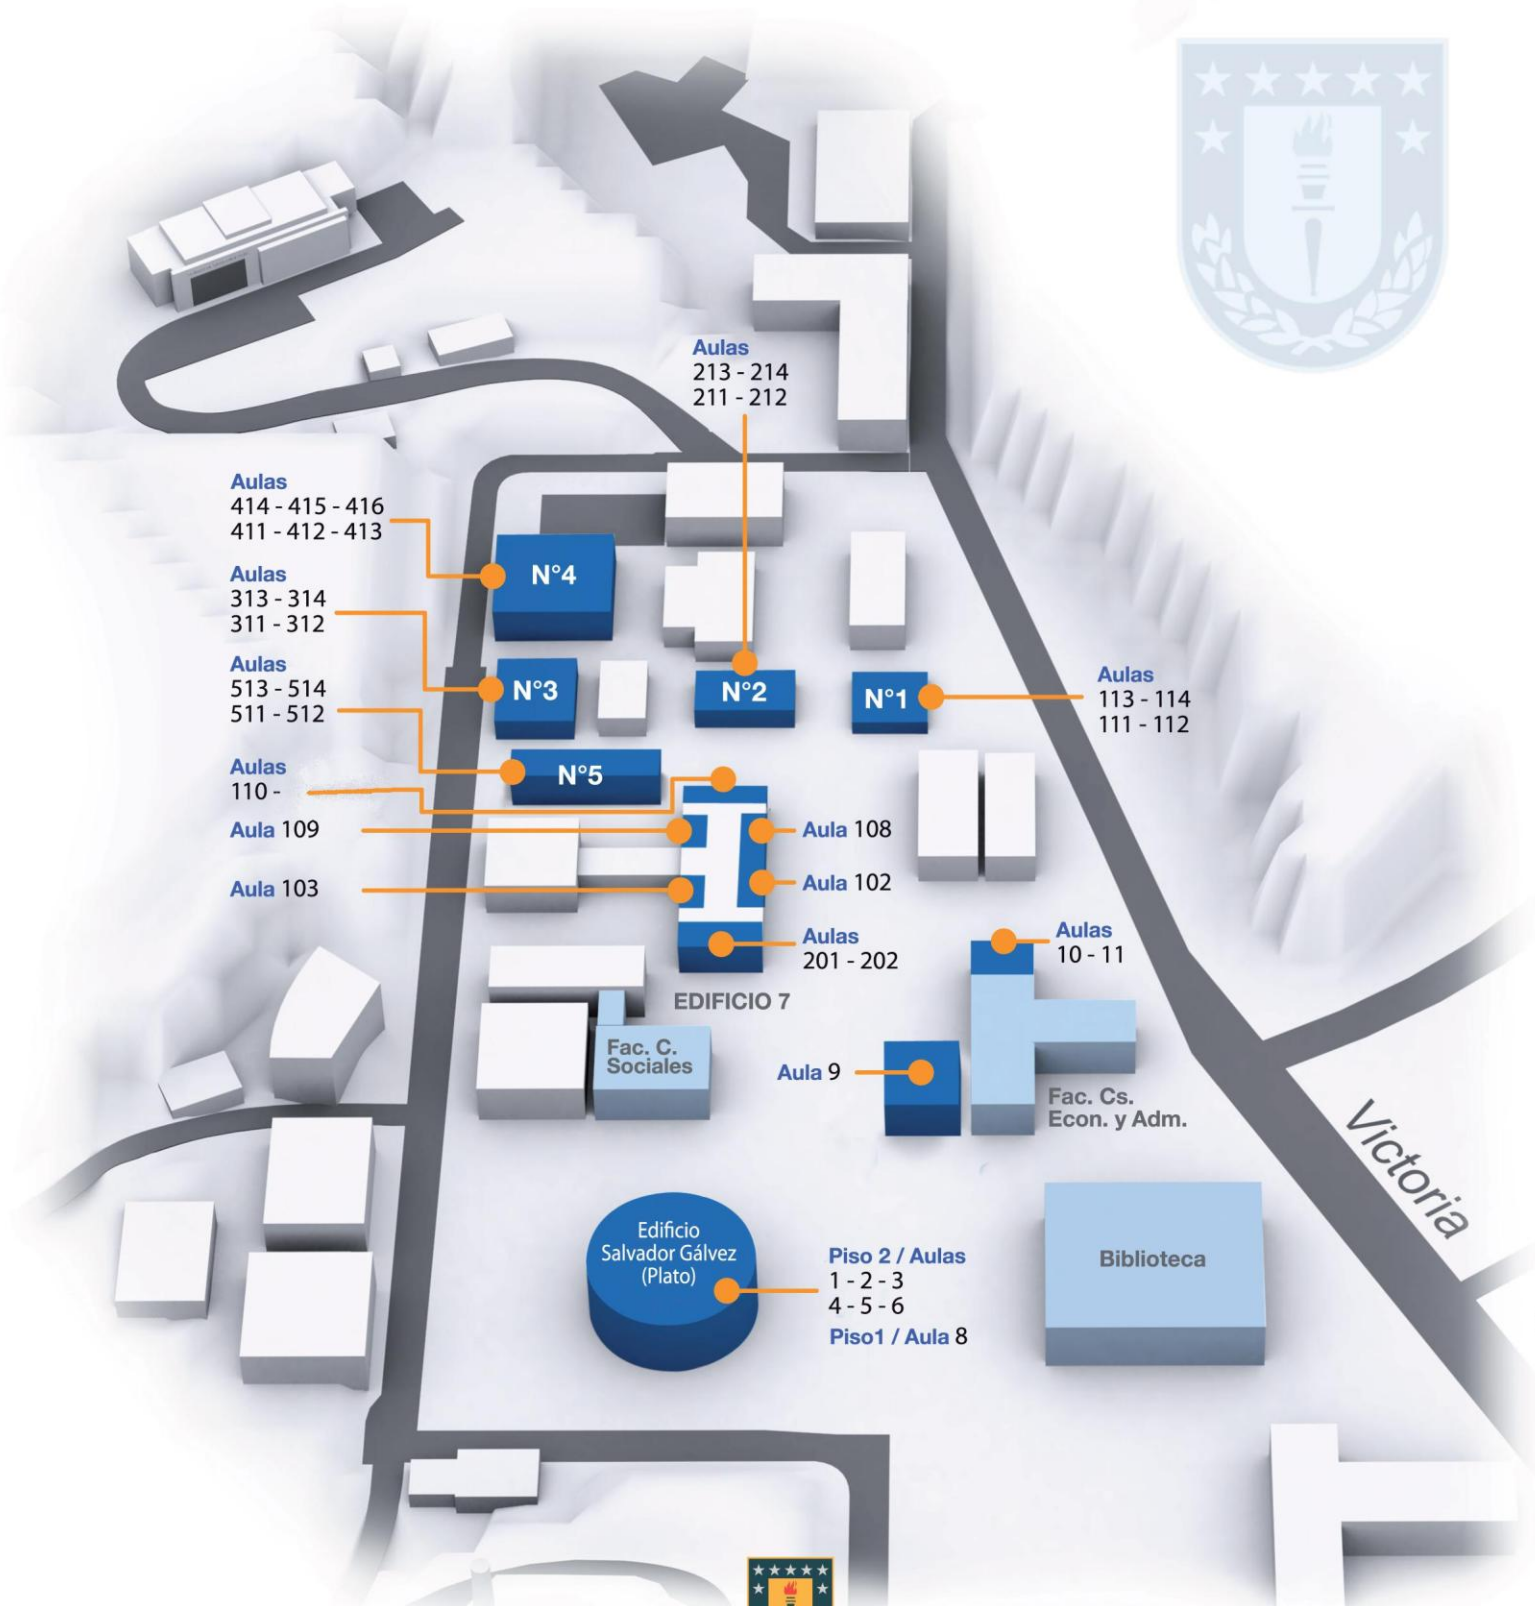 Aulas
213 - 214
211 - 212
Aulas
414 - 415 - 416
411 - 412 - 413
N°4
Aulas
313 - 314
311 - 312
N°3
N°2
N°1
Aulas
113 - 114
111 - 112
Aulas
513 - 514
511 - 512
N°5
Aulas
110 -
Aula 109
Aula 108
Aula 103
Aula 102
Aulas
201 - 202
Aulas
10 - 11
EDIFICIO 7
Fac. C.
Sociales
Aula 9
Fac. Cs.
Econ. y Adm.
Victoria
Edificio
Salvador Gálvez
(Plato)
Piso 2 / Aulas
1 - 2 - 3
4 - 5 - 6
Piso1 / Aula 8
Biblioteca